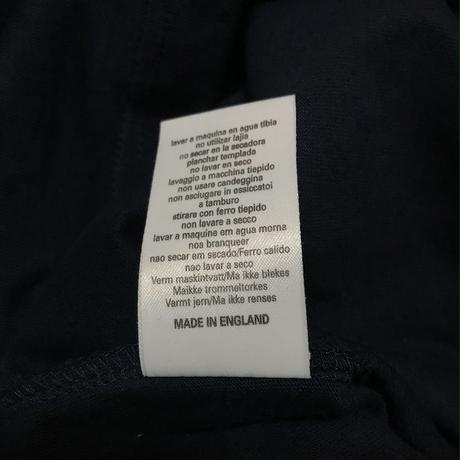 lavar a maquina en agua tibia
no utilizar lajia
no secar en la secadora
planchar templada
no lavar en seco
lavaggio a macchina tiepido
non usare candeggina
non asciugare in essiccatoi
a tamburo
stirare con ferro tiepido
non lavare a secco
lavar a maquine em agua morna
noa branqueer
nao secar em secado/Ferro calido
nao lavar a seco
Verm maskintvatt/Ma ikke blekes
Maikke trommeltorkes
Varmt jern/Ma ikke renses
MADE IN ENGLAND